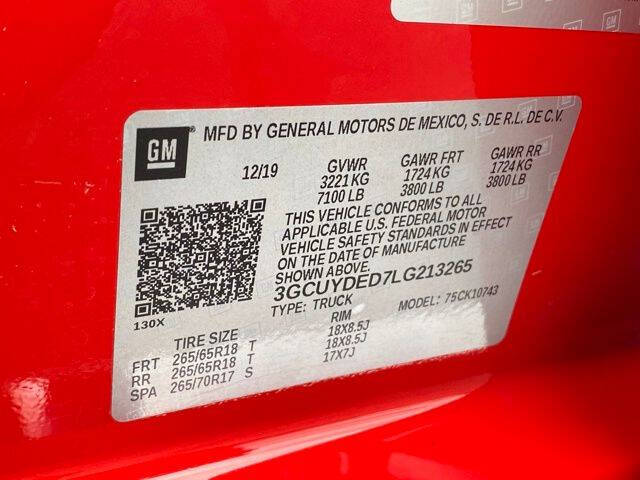 GM
GM MFD BY GENERAL MOTORS DE MEXICO, S. DE R.L. DE C.V.
12/19 GVWR GAWR FRT GAWR RR
3221 KG 1724 KG 1724 KG
7100 LB 3800 LB 3800 LB
THIS VEHICLE CONFORMS TO ALL
APPLICABLE U.S. FEDERAL MOTOR
VEHICLE SAFETY STANDARDS IN EFFECT
ON THE DATE OF MANUFACTURE
SHOWN ABOVE.
3GCUYDED7LG213265
TYPE: TRUCK MODEL: 75CK10743
130X
TIRE SIZE RIM
FRT 265/65R18 T 18X8.5J
RR 265/65R18 T 18X8.5J
SPA 265/70R17 S 17X7J